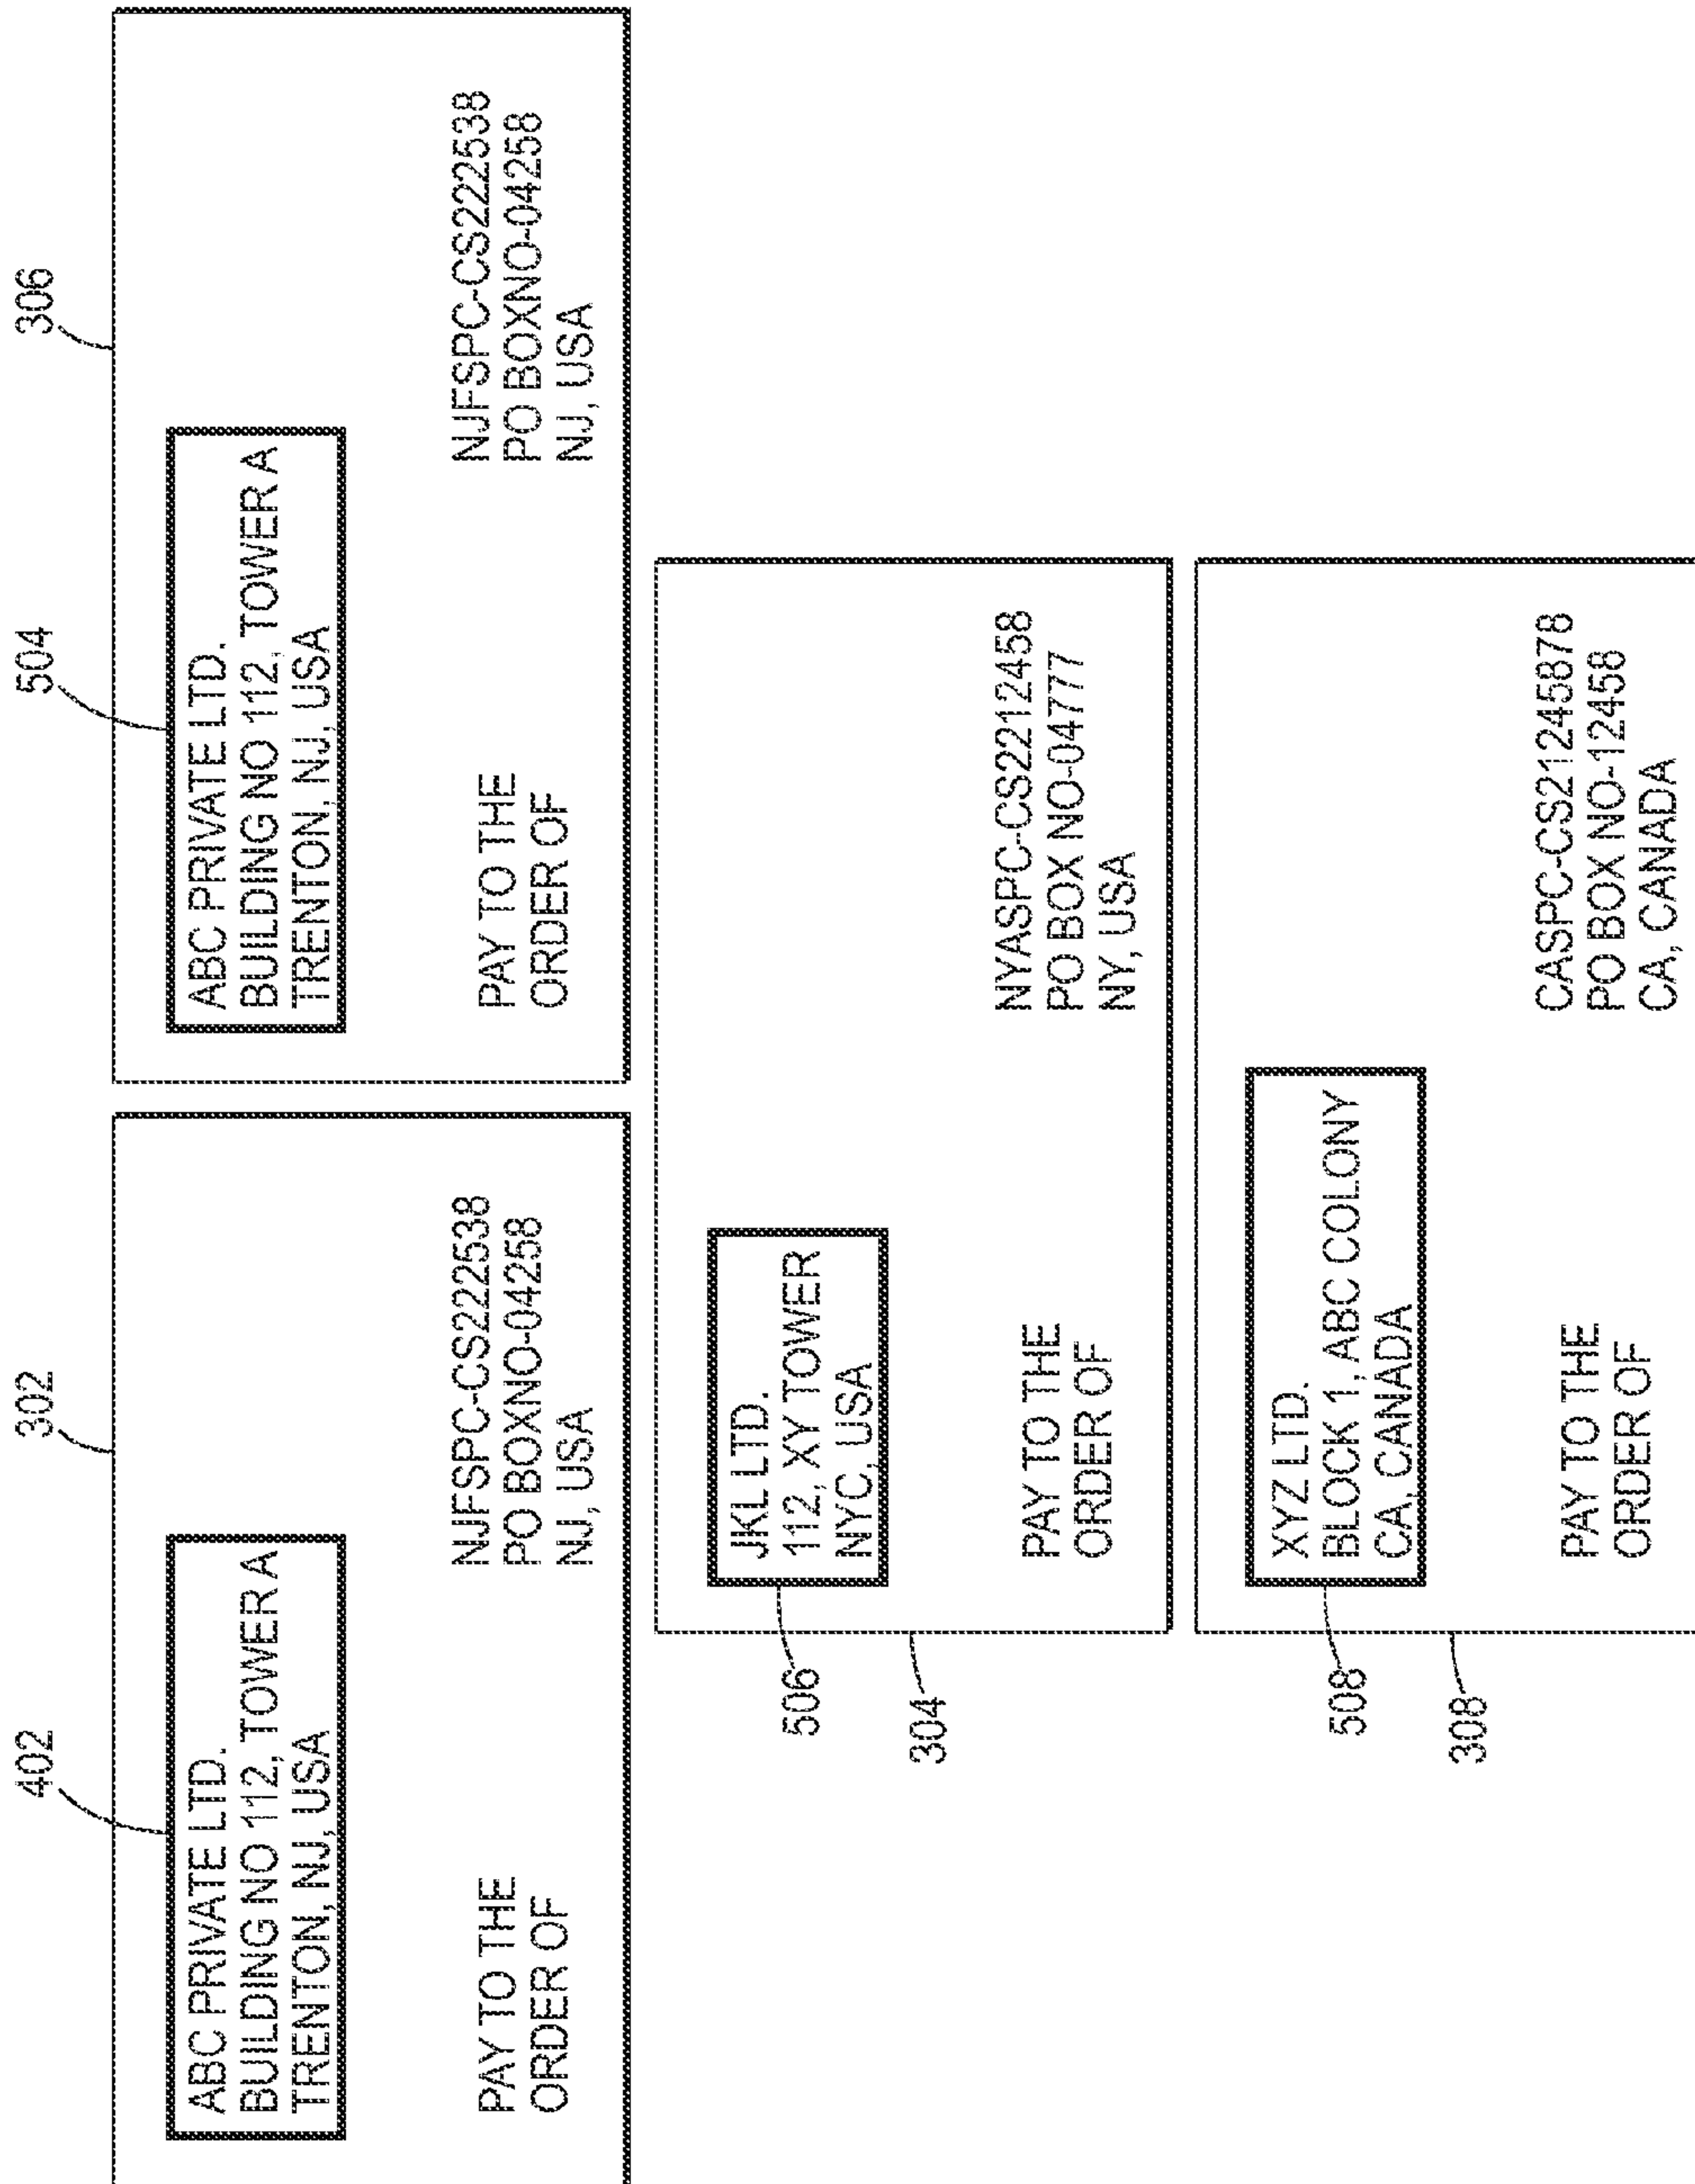 402
302
ABC PRIVATE LTD.
BUILDING NO 112, TOWER A
TRENTON, NJ, USA
PAY TO THE
ORDER OF
NJFSPC-CS222538
PO BOXNO-04258
NJ, USA
504
306
ABC PRIVATE LTD.
BUILDING NO 112, TOWER A
TRENTON, NJ, USA
PAY TO THE
ORDER OF
NJFSPC-CS222538
PO BOXNO-04258
NJ, USA
506
304
JKL LTD.
112, XY TOWER
NYC, USA
PAY TO THE
ORDER OF
NYASPC-CS2212458
PO BOX NO-04777
NY, USA
508
308
XYZ LTD.
BLOCK 1, ABC COLONY
CA, CANADA
PAY TO THE
ORDER OF
CASPC-CS21245878
PO BOX NO-12458
CA, CANADA